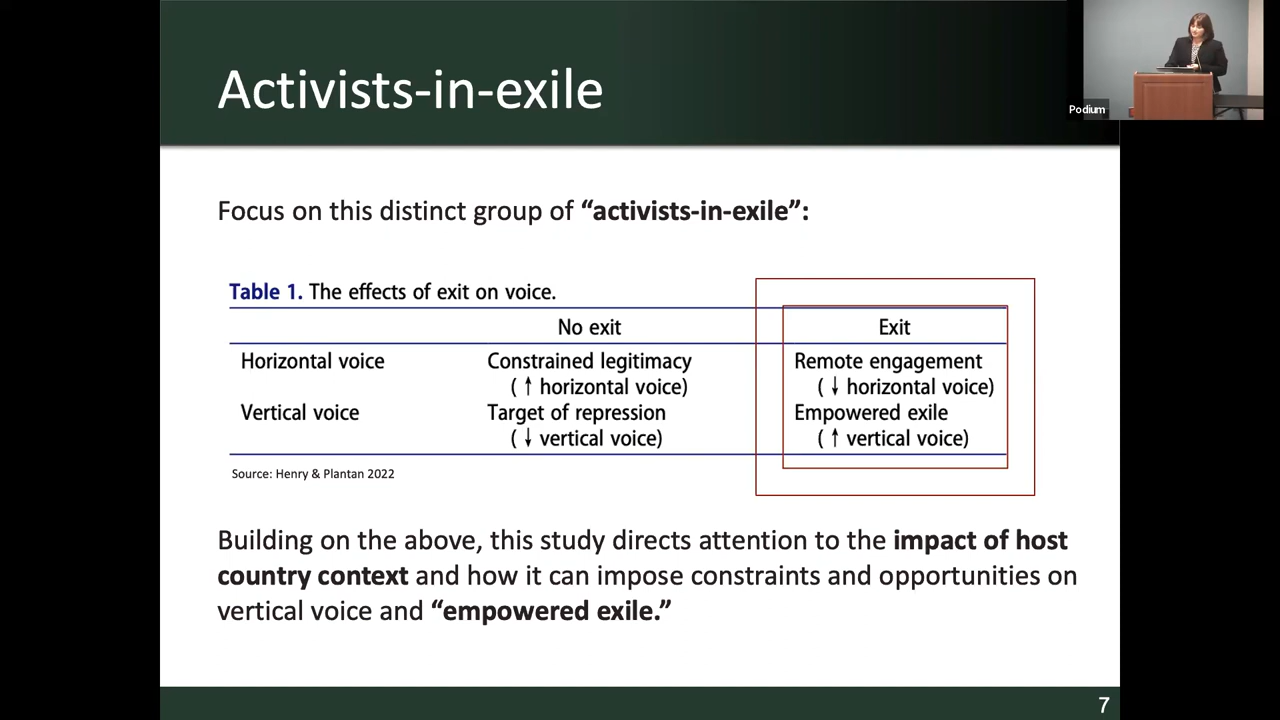 Activists-in-exile
Podium
Focus on this distinct group of “activists-in-exile”:
Table 1. The effects of exit on voice.
No exit Exit
Horizontal voice Constrained legitimacy Remote engagement
(↑ horizontal voice) (↓ horizontal voice)
Vertical voice Target of repression Empowered exile
(↓ vertical voice) (↑ vertical voice)
Source: Henry & Plantan 2022
Building on the above, this study directs attention to the impact of host
country context and how it can impose constraints and opportunities on
vertical voice and “empowered exile.”
7